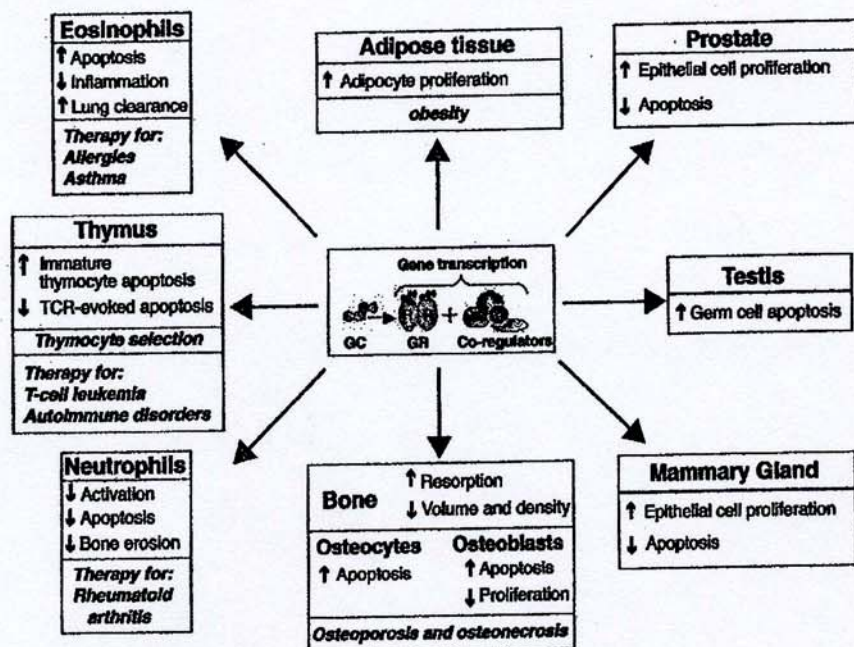 Eosinophils
↑ Apoptosis
↓ Inflammation
↑ Lung clearance
Therapy for:
Allergies
Asthma
Adipose tissue
↑ Adipocyte proliferation
obesity
Prostate
↑ Epithelial cell proliferation
↓ Apoptosis
Thymus
↑ Immature
thymocyte apoptosis
↓ TCR-evoked apoptosis
Thymocyte selection
Therapy for:
T-cell leukemia
Autoimmune disorders
Gene transcription
+
GC GR Co-regulators
Testis
↑ Germ cell apoptosis
Neutrophils
↓ Activation
↓ Apoptosis
↓ Bone erosion
Therapy for:
Rheumatoid
arthritis
Bone
↑ Resorption
↓ Volume and density
Osteocytes
↑ Apoptosis
Osteoblasts
↑ Apoptosis
↓ Proliferation
Osteoporosis and osteonecrosis
Mammary Gland
↑ Epithelial cell proliferation
↓ Apoptosis